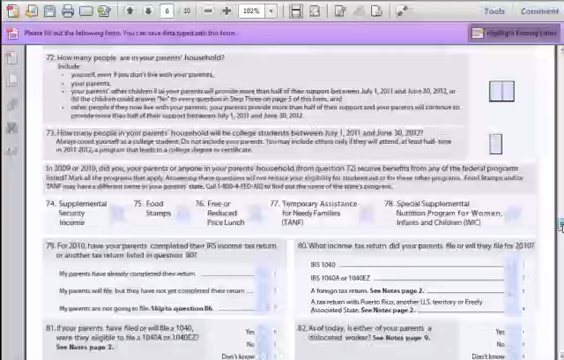 6 / 10
102%
Tools
Comment
Please fill out the following form. You can save data typed into this form.
Highlight Existing Fields
72. How many people are in your parents' household?
Include:
• yourself, even if you don't live with your parents,
• your parents,
• your parents' other children if (a) your parents will provide more than half of their support between July 1, 2011 and June 30, 2012, or
(b) the children could answer "No" to every question in Step Three on page 5 of this form, and
• other people if they now live with your parents, your parents provide more than half of their support and your parents will continue to
provide more than half of their support between July 1, 2011 and June 30, 2012.
73. How many people in your parents' household will be college students between July 1, 2011 and June 30, 2012?
Always count yourself as a college student. Do not include your parents. You may include others only if they will attend, at least half-time
in 2011-2012, a program that leads to a college degree or certificate.
In 2009 or 2010, did you, your parents or anyone in your parents' household (from question 72) receive benefits from any of the federal programs
listed? Mark all the programs that apply. Answering these questions will not reduce your eligibility for student aid or for these other programs. Food Stamps and/or
TANF may have a different name in your parents' state. Call 1-800-4-FED-AID to find out the name of the state's program.
74. Supplemental Security Income
75. Food Stamps
76. Free or Reduced Price Lunch
77. Temporary Assistance for Needy Families (TANF)
78. Special Supplemental Nutrition Program for Women, Infants and Children (WIC)
79. For 2010, have your parents completed their IRS income tax return
or another tax return listed in question 80?
My parents have already completed their return
My parents will file, but they have not yet completed their return
My parents are not going to file. Skip to question 86.
80. What income tax return did your parents file or will they file for 2010?
IRS 1040
IRS 1040A or 1040EZ
A foreign tax return. See Notes page 2.
A tax return with Puerto Rico, another U.S. territory or Freely
Associated State. See Notes page 2.
81. If your parents have filed or will file a 1040,
were they eligible to file a 1040A or 1040EZ?
See Notes page 2.
Yes
No
Don't know
82. As of today, is either of your parents a
dislocated worker? See Notes page 9.
Yes
No
Don't know